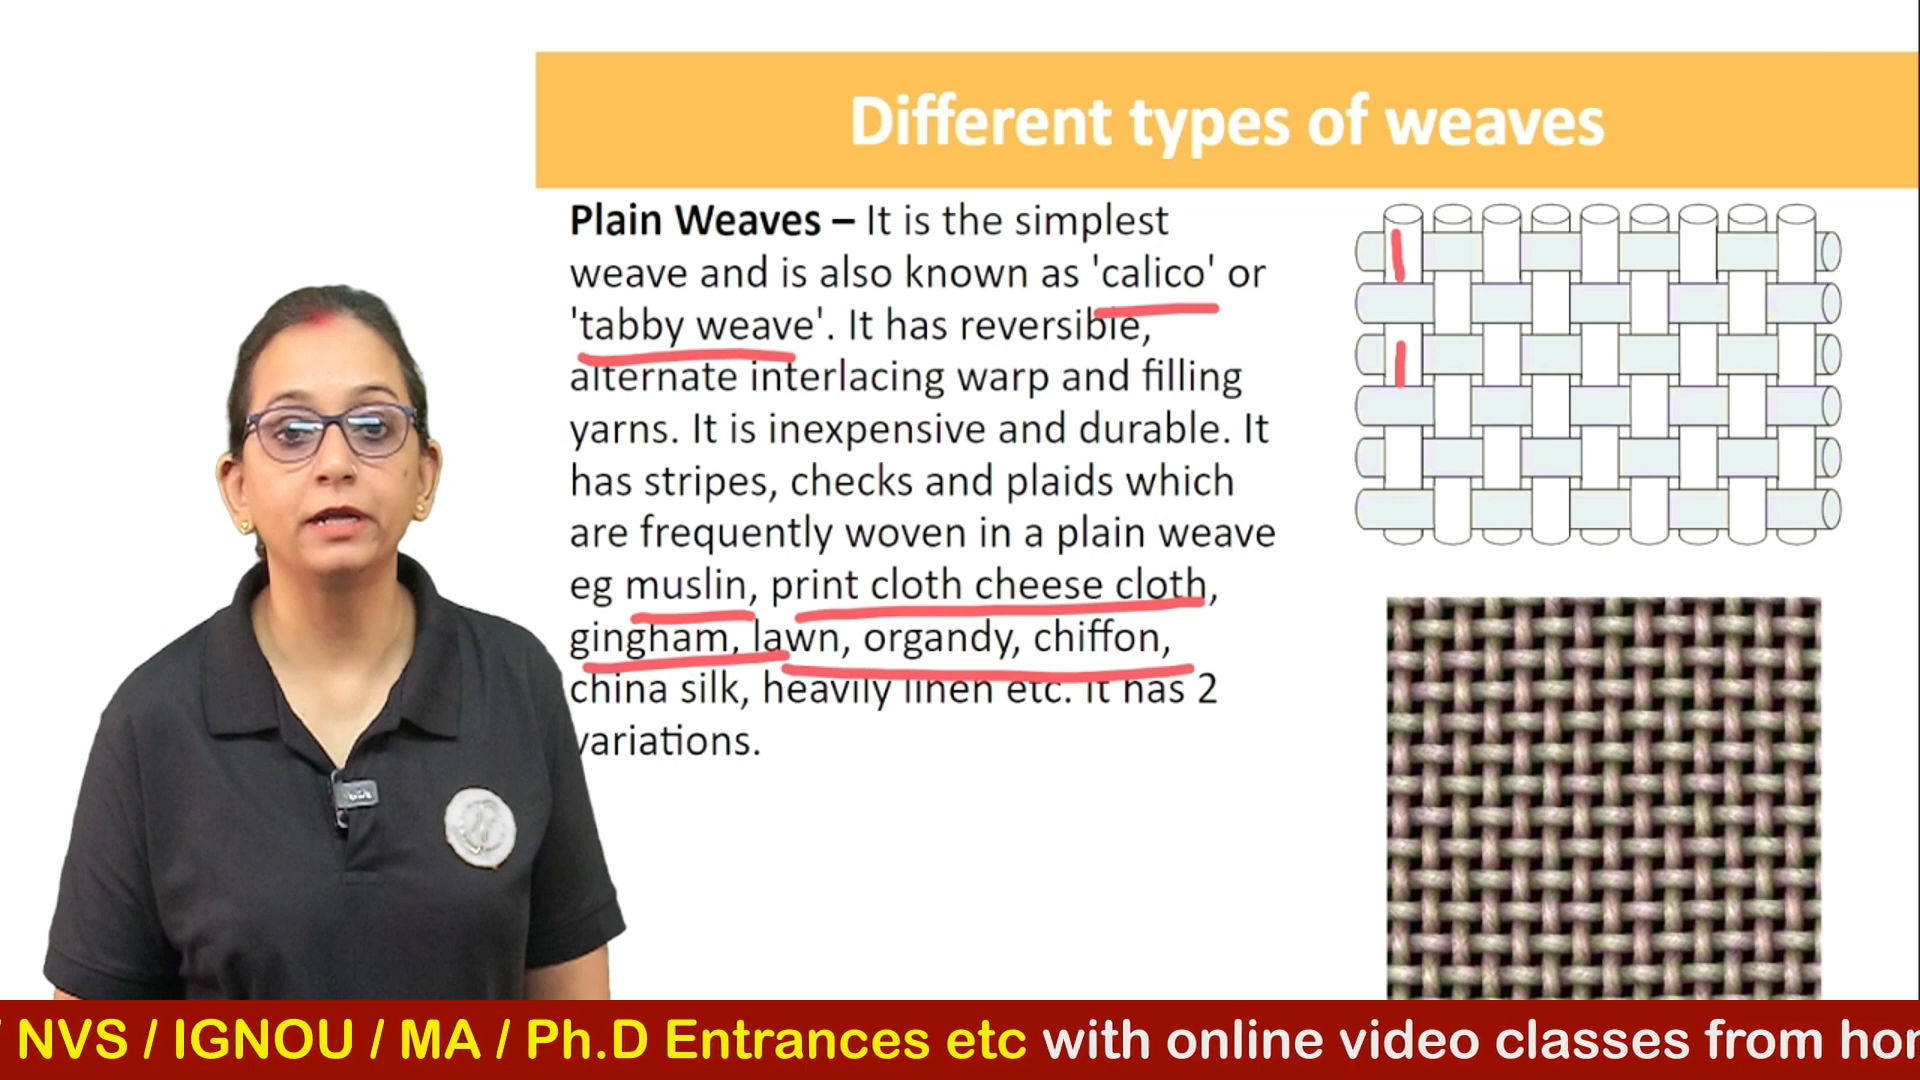 Different types of weaves
Plain Weaves – It is the simplest
weave and is also known as 'calico' or
'tabby weave'. It has reversible,
alternate interlacing warp and filling
yarns. It is inexpensive and durable. It
has stripes, checks and plaids which
are frequently woven in a plain weave
eg muslin, print cloth cheese cloth,
gingham, lawn, organdy, chiffon,
china silk, heavily linen etc. It has 2
variations.
/ NVS / IGNOU / MA / Ph.D Entrances etc with online video classes from hor